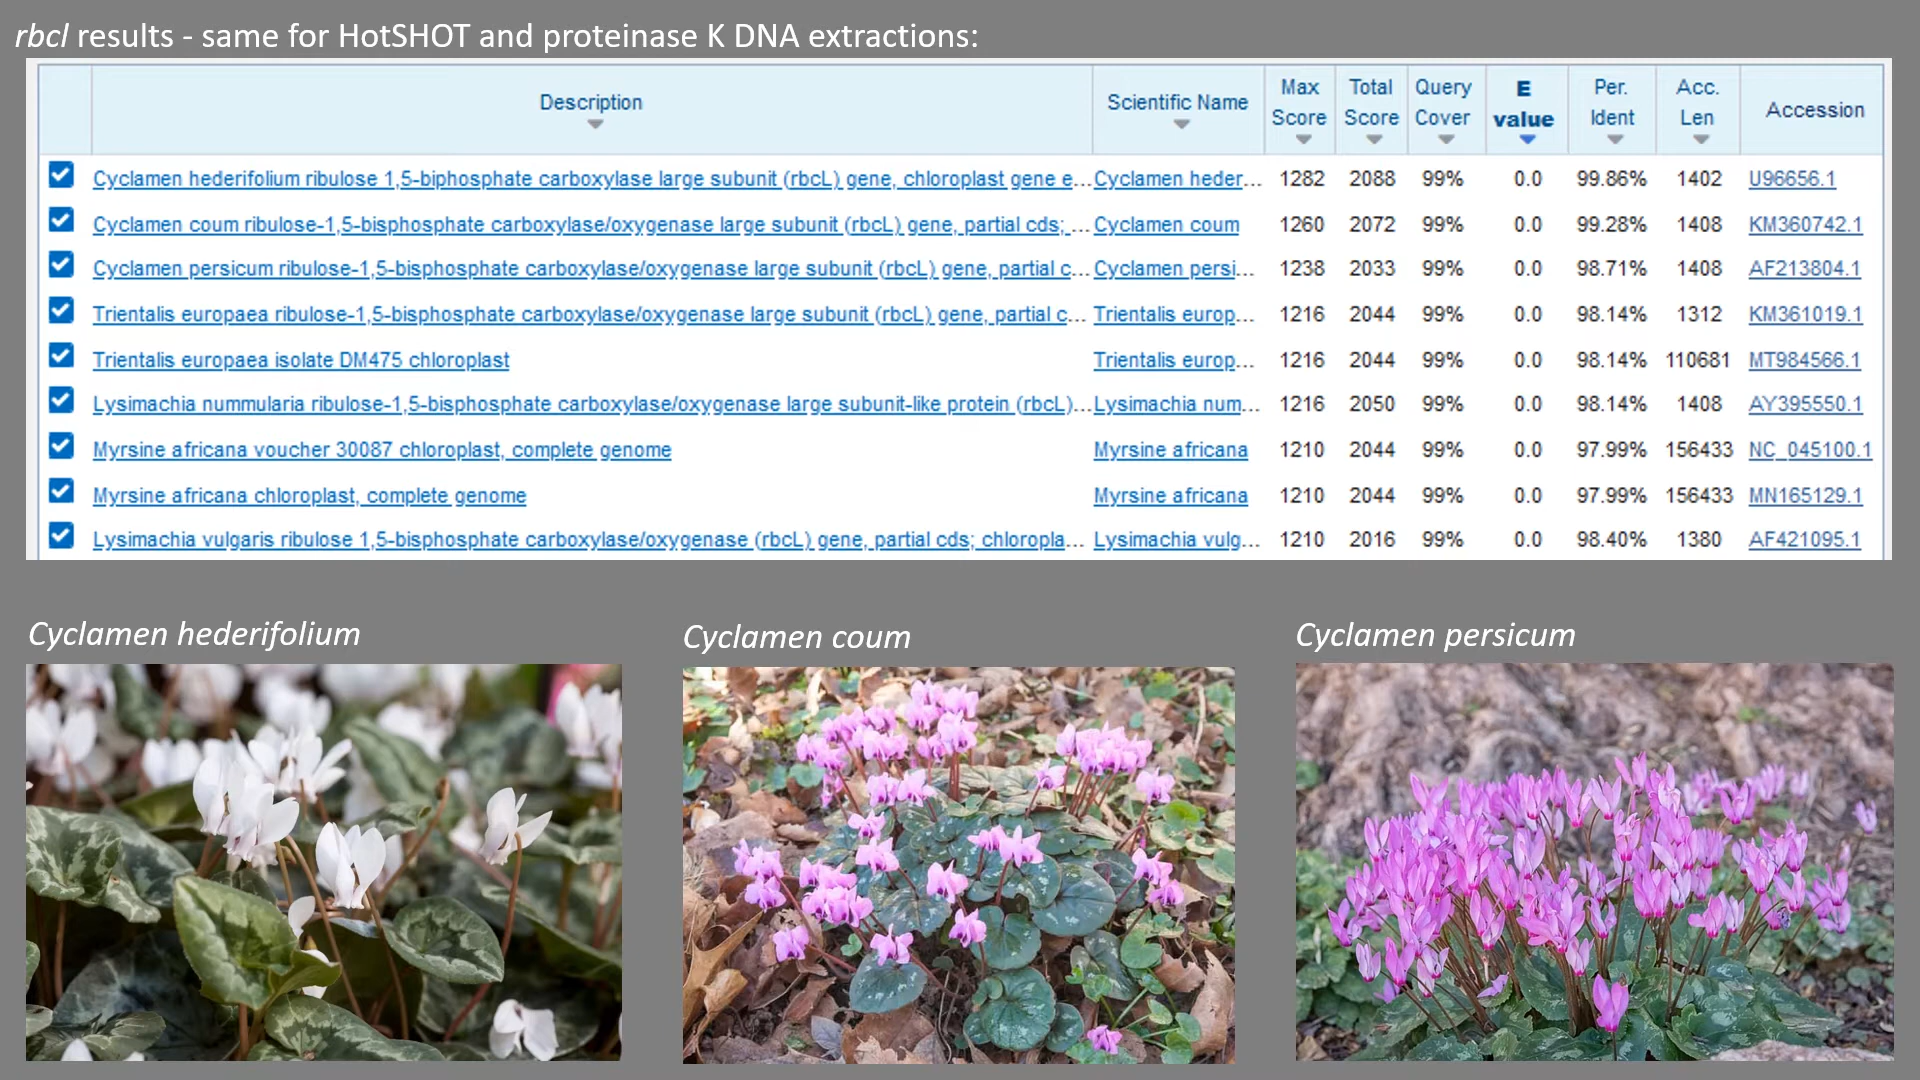 rbcl results - same for HotSHOT and proteinase K DNA extractions:
Description Scientific Name Max Score Total Score Query Cover E value Per. Ident Acc. Len Accession
Cyclamen hederifolium ribulose 1,5-biphosphate carboxylase large subunit (rbcL) gene, chloroplast gene e... Cyclamen heder... 1282 2088 99% 0.0 99.86% 1402 U96656.1
Cyclamen coum ribulose-1,5-bisphosphate carboxylase/oxygenase large subunit (rbcL) gene, partial cds; ... Cyclamen coum 1260 2072 99% 0.0 99.28% 1408 KM360742.1
Cyclamen persicum ribulose-1,5-bisphosphate carboxylase/oxygenase large subunit (rbcL) gene, partial c... Cyclamen persi... 1238 2033 99% 0.0 98.71% 1408 AF213804.1
Trientalis europaea ribulose-1,5-bisphosphate carboxylase/oxygenase large subunit (rbcL) gene, partial c... Trientalis europ... 1216 2044 99% 0.0 98.14% 1312 KM361019.1
Trientalis europaea isolate DM475 chloroplast Trientalis europ... 1216 2044 99% 0.0 98.14% 110681 MT984566.1
Lysimachia nummularia ribulose-1,5-bisphosphate carboxylase/oxygenase large subunit-like protein (rbcL)... Lysimachia num... 1216 2050 99% 0.0 98.14% 1408 AY395550.1
Myrsine africana voucher 30087 chloroplast, complete genome Myrsine africana 1210 2044 99% 0.0 97.99% 156433 NC_045100.1
Myrsine africana chloroplast, complete genome Myrsine africana 1210 2044 99% 0.0 97.99% 156433 MN165129.1
Lysimachia vulgaris ribulose 1,5-bisphosphate carboxylase/oxygenase (rbcL) gene, partial cds; chloropla... Lysimachia vulg... 1210 2016 99% 0.0 98.40% 1380 AF421095.1
Cyclamen hederifolium
Cyclamen coum
Cyclamen persicum